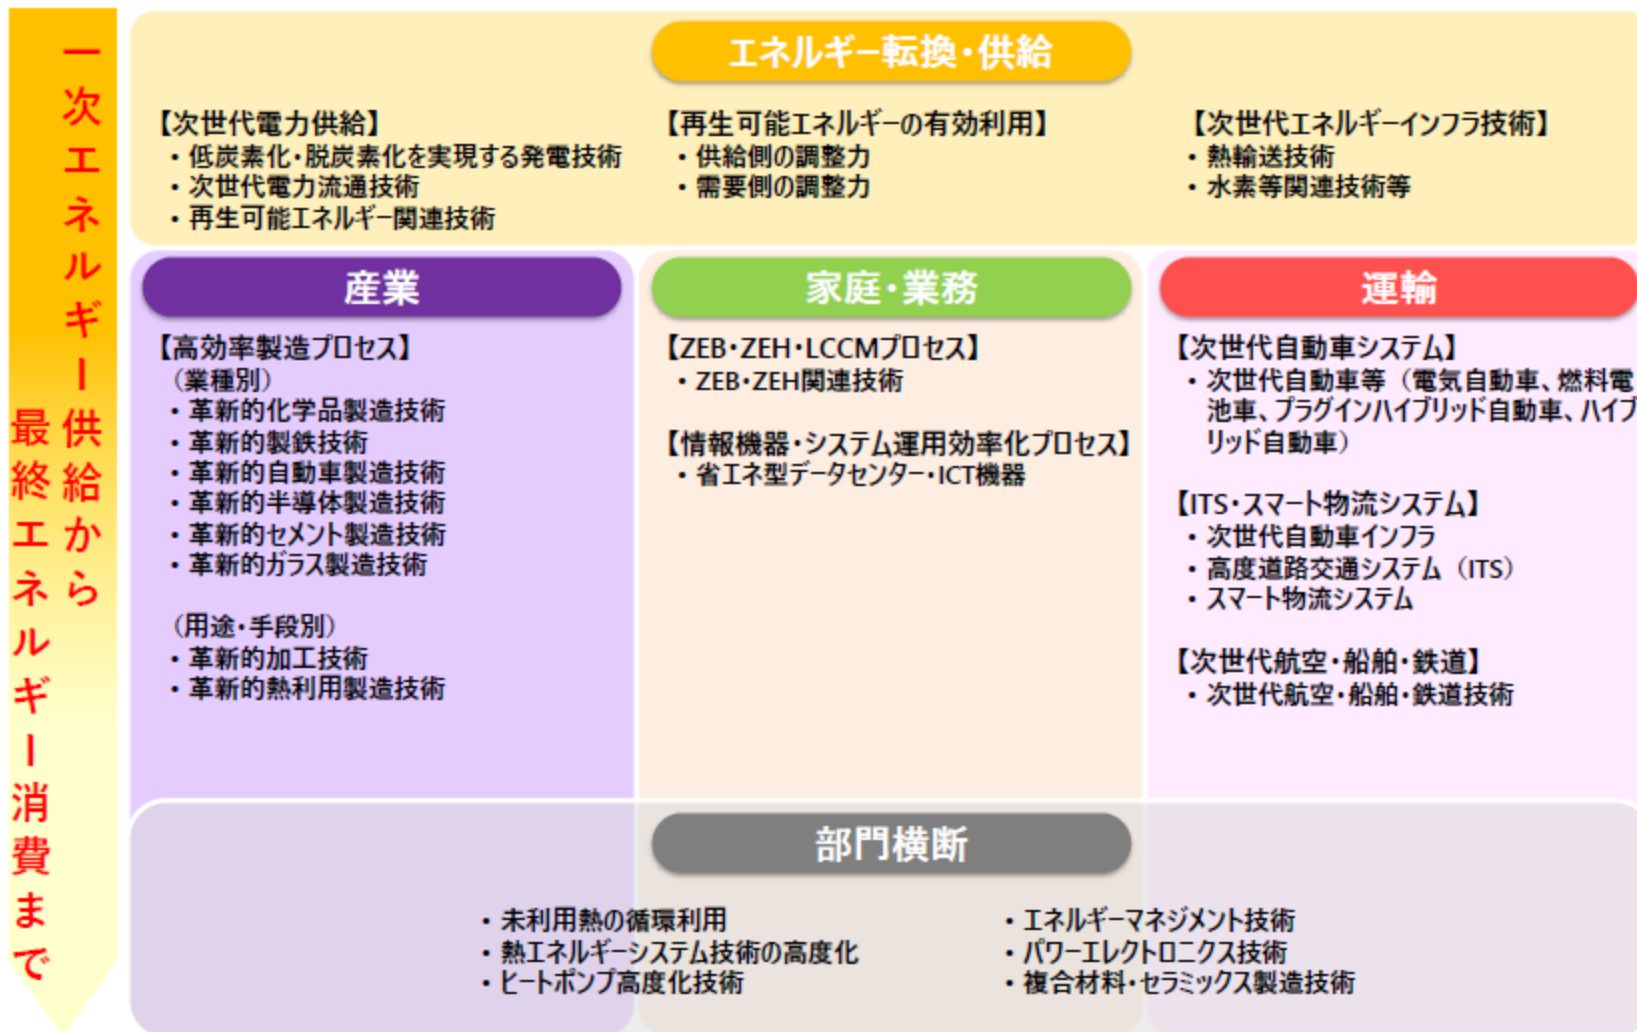 一次エネルギー供給から
最終エネルギー消費まで
エネルギー転換・供給
【次世代電力供給】
・低炭素化・脱炭素化を実現する発電技術
・次世代電力流通技術
・再生可能エネルギー関連技術
【再生可能エネルギーの有効利用】
・供給側の調整力
・需要側の調整力
【次世代エネルギーインフラ技術】
・熱輸送技術
・水素等関連技術等
産業
【高効率製造プロセス】
（業種別）
・革新的化学品製造技術
・革新的製鉄技術
・革新的自動車製造技術
・革新的半導体製造技術
・革新的セメント製造技術
・革新的ガラス製造技術
（用途・手段別）
・革新的加工技術
・革新的熱利用製造技術
家庭・業務
【ZEB・ZEH・LCCMプロセス】
・ZEB・ZEH関連技術
【情報機器・システム運用効率化プロセス】
・省エネ型データセンター・ICT機器
運輸
【次世代自動車システム】
・次世代自動車等（電気自動車、燃料電
池車、プラグインハイブリッド自動車、ハイブ
リッド自動車）
【ITS・スマート物流システム】
・次世代自動車インフラ
・高度道路交通システム（ITS）
・スマート物流システム
【次世代航空・船舶・鉄道】
・次世代航空・船舶・鉄道技術
部門横断
・未利用熱の循環利用
・熱エネルギーシステム技術の高度化
・ヒートポンプ高度化技術
・エネルギーマネジメント技術
・パワーエレクトロニクス技術
・複合材料・セラミックス製造技術